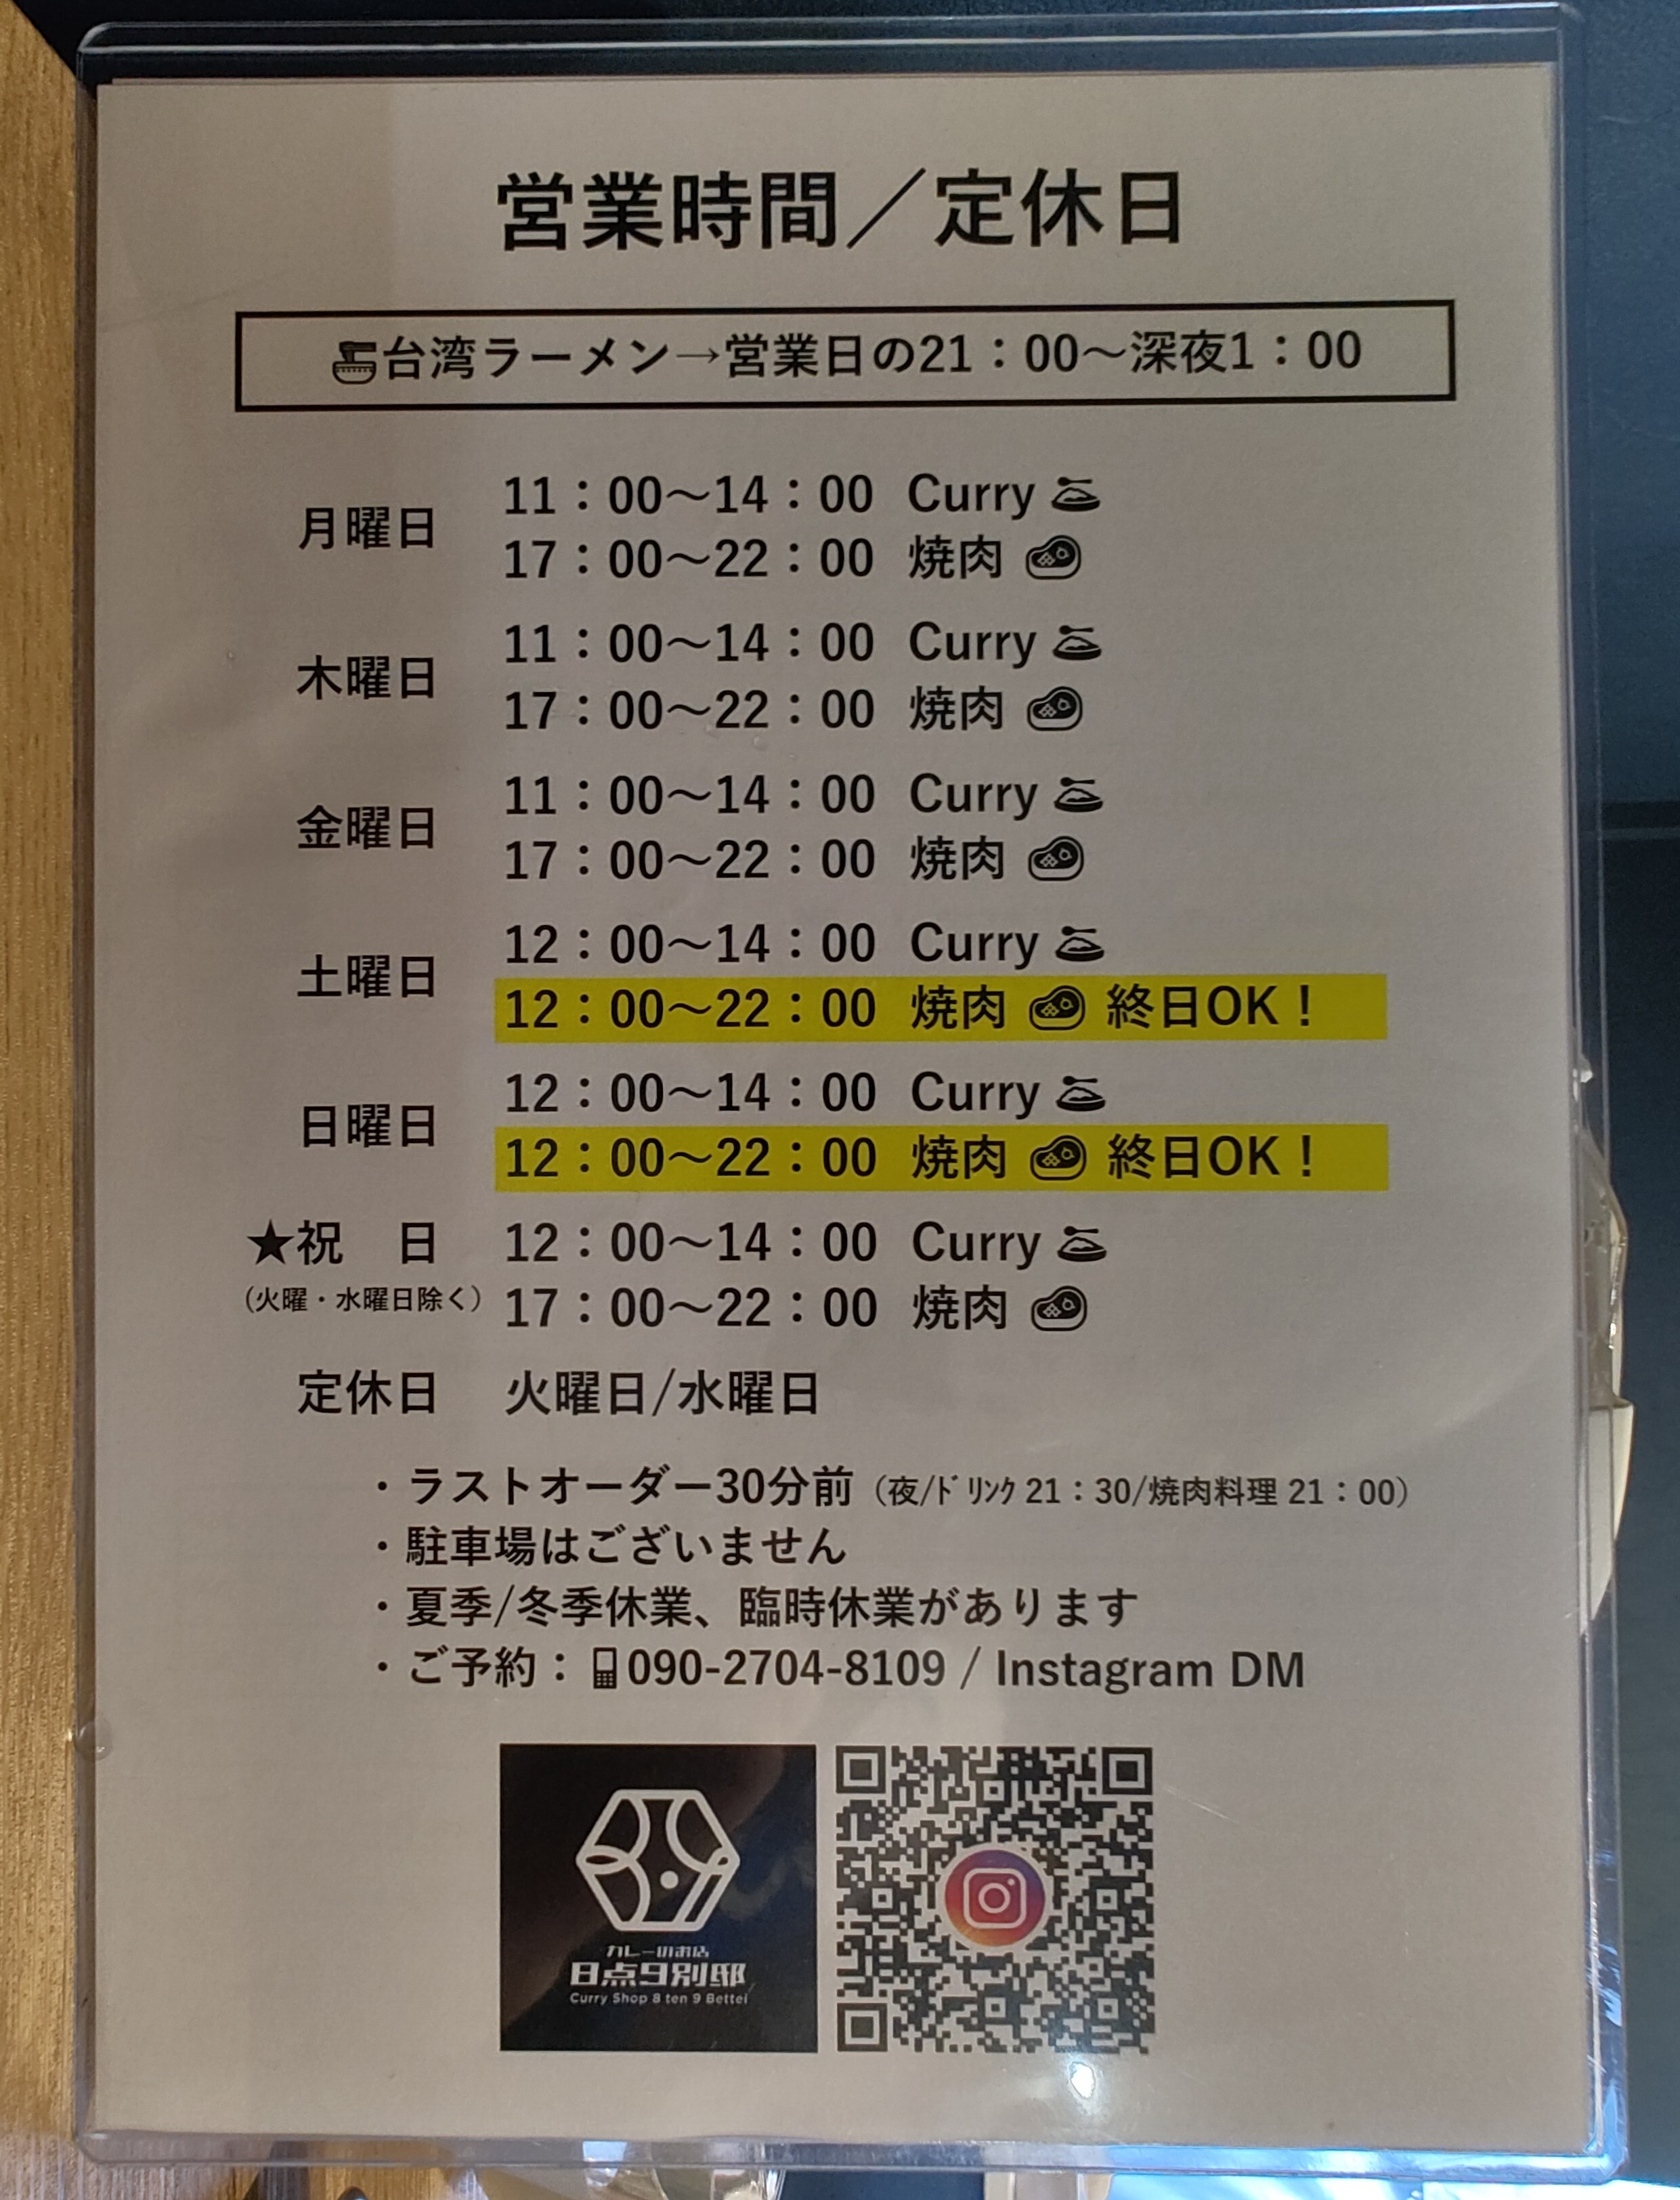 営業時間／定休日
台湾ラーメン→営業日の21：00～深夜1：00
月曜日
11：00～14：00 Curry
17：00～22：00 焼肉
木曜日
11：00～14：00 Curry
17：00～22：00 焼肉
金曜日
11：00～14：00 Curry
17：00～22：00 焼肉
土曜日
12：00～14：00 Curry
12：00～22：00 焼肉 終日OK！
日曜日
12：00～14：00 Curry
12：00～22：00 焼肉 終日OK！
★祝　日 12：00～14：00 Curry
（火曜・水曜日除く） 17：00～22：00 焼肉
定休日 火曜日/水曜日
・ラストオーダー30分前（夜/ﾄﾞﾘﾝｸ 21：30/焼肉料理 21：00）
・駐車場はございません
・夏季/冬季休業、臨時休業があります
・ご予約：090-2704-8109 / Instagram DM
カレーのお店
8点9別邸
Curry Shop 8 ten 9 Bettei